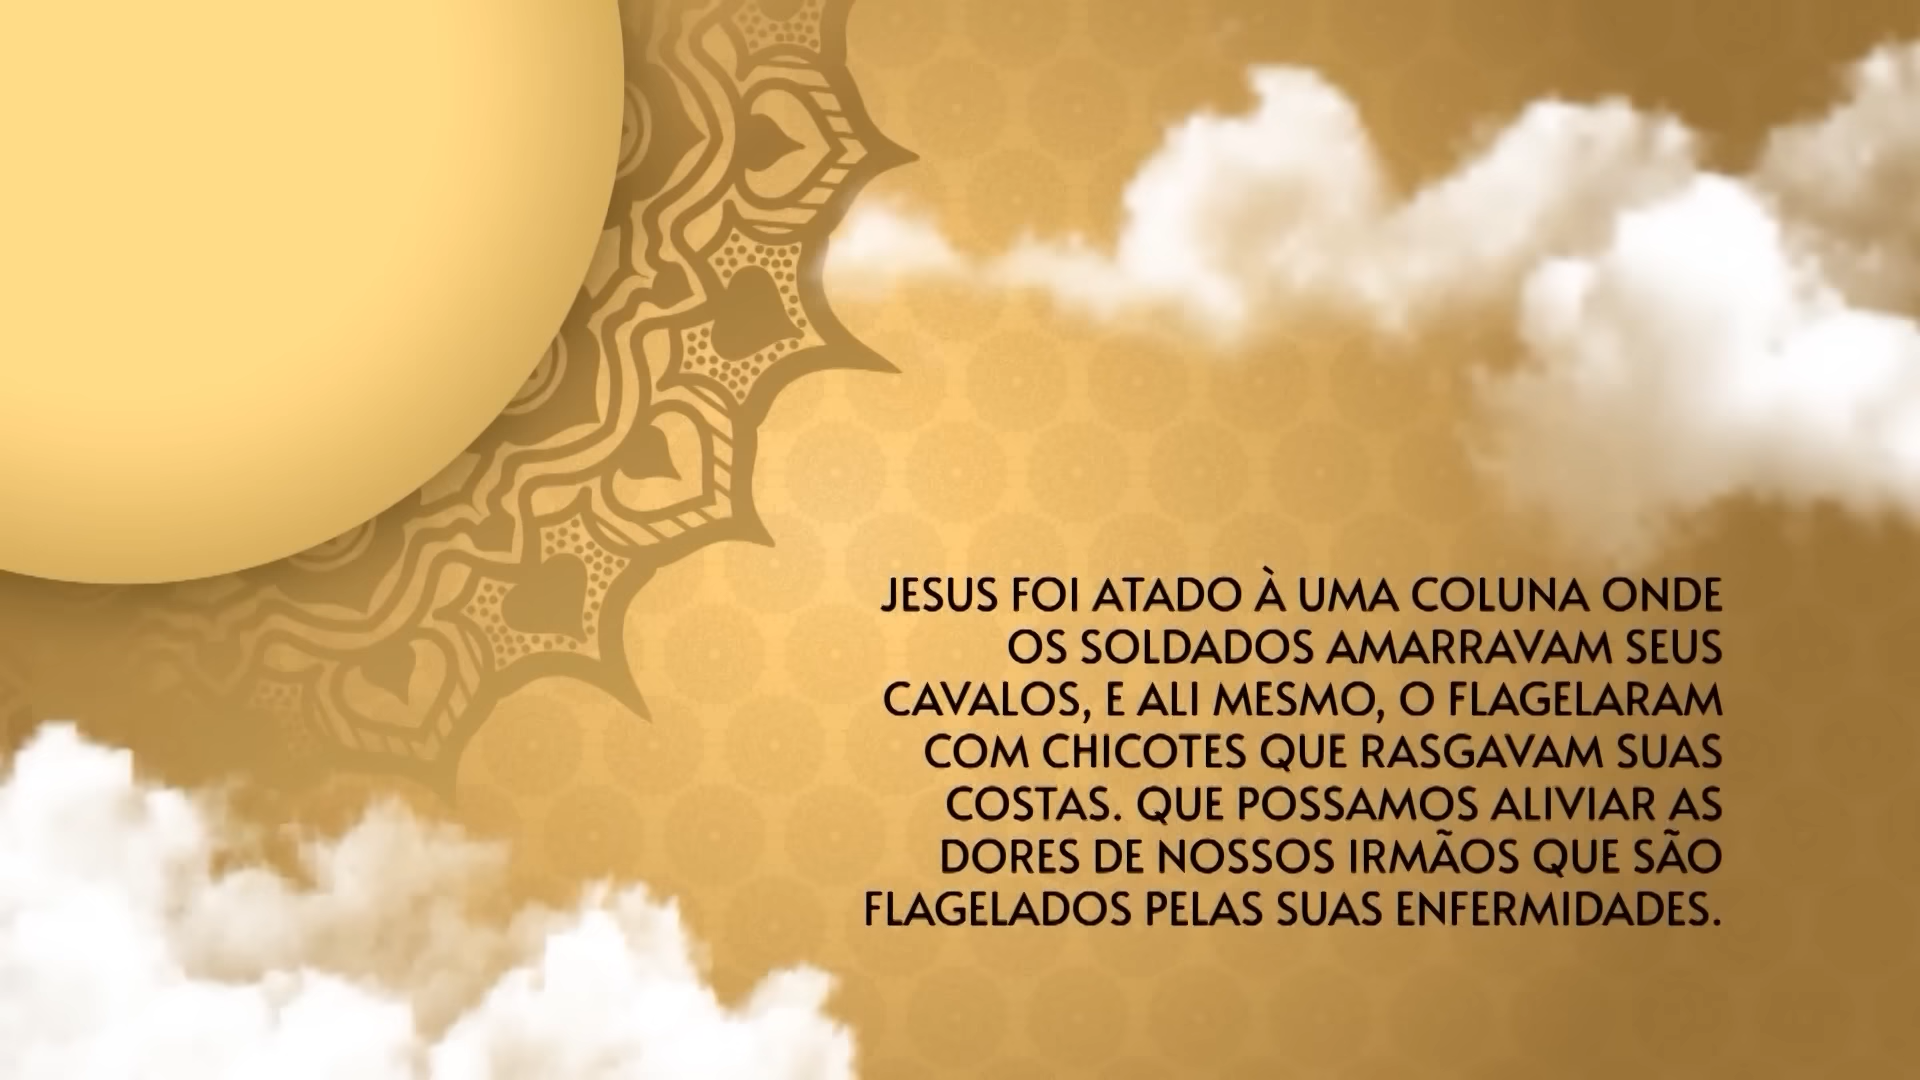 JESUS FOI ATADO À UMA COLUNA ONDE
OS SOLDADOS AMARRAVAM SEUS
CAVALOS, E ALI MESMO, O FLAGELARAM
COM CHICOTES QUE RASGAVAM SUAS
COSTAS. QUE POSSAMOS ALIVIAR AS
DORES DE NOSSOS IRMÃOS QUE SÃO
FLAGELADOS PELAS SUAS ENFERMIDADES.